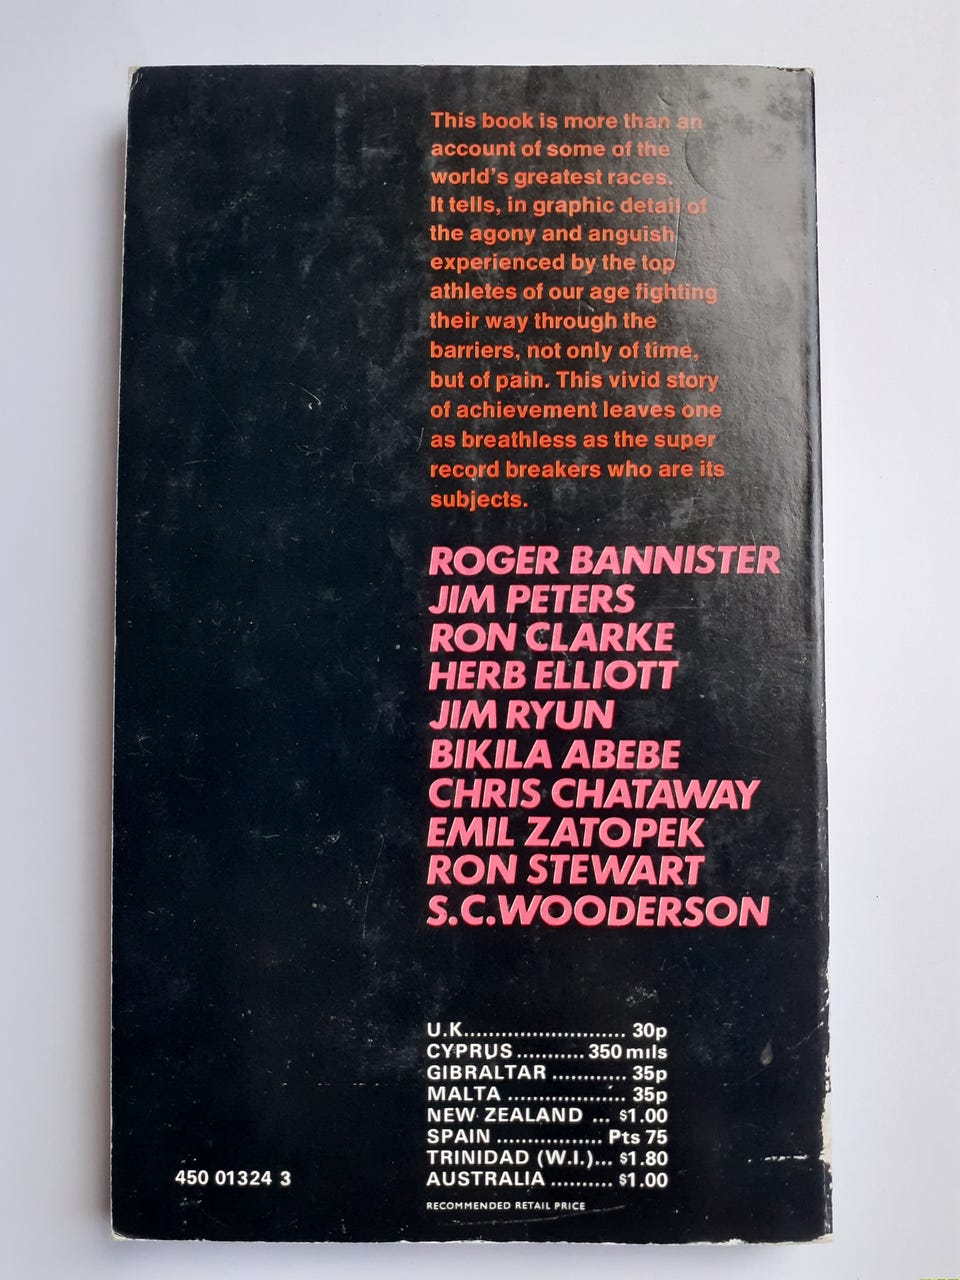 This book is more than an
account of some of the
world's greatest races.
It tells, in graphic detail of
the agony and anguish
experienced by the top
athletes of our age fighting
their way through the
barriers, not only of time,
but of pain. This vivid story
of achievement leaves one
as breathless as the super
record breakers who are its
subjects.
ROGER BANNISTER
JIM PETERS
RON CLARKE
HERB ELLIOTT
JIM RYUN
BIKILA ABEBE
CHRIS CHATAWAY
EMIL ZATOPEK
RON STEWART
S.C.WOODERSON
U.K.......................... 30p
CYPRUS ........... 350 mils
GIBRALTAR ............ 35p
MALTA ................... 35p
NEW ZEALAND ... $1.00
SPAIN ................. Pts 75
TRINIDAD (W.I.)... $1.80
AUSTRALIA .......... $1.00
RECOMMENDED RETAIL PRICE
450 01324 3